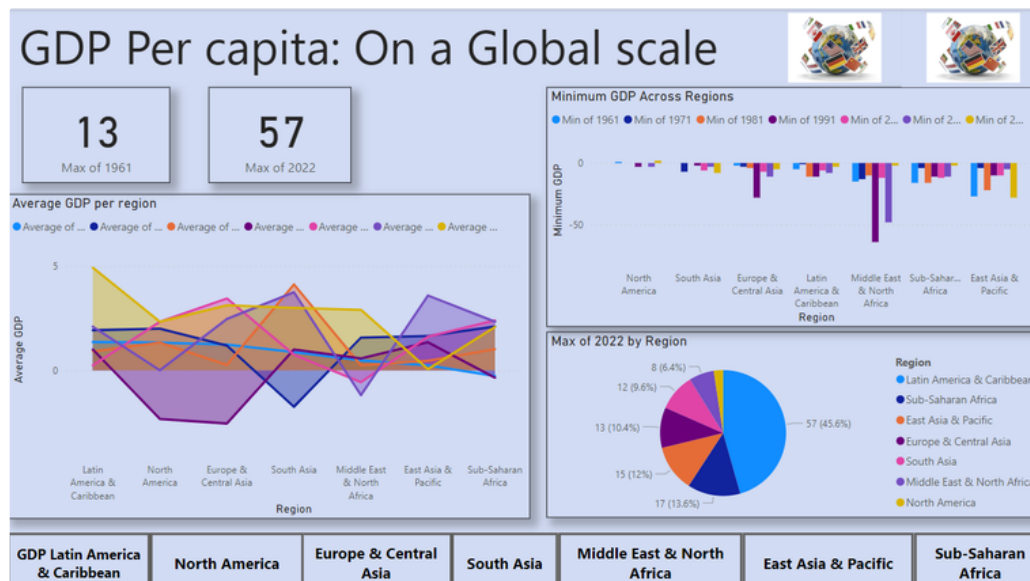 GDP Per capita: On a Global scale
13
Max of 1961
57
Max of 2022
Average GDP per region
Average of ... Average of ... Average of ... Average ... Average ... Average ... Average ...
5
0
Average GDP
Latin
America &
Caribbean
North
America
Europe &
Central Asia
South Asia
Middle East
& North
Africa
East Asia &
Pacific
Sub-Saharan
Africa
Region
Minimum GDP Across Regions
Min of 1961 Min of 1971 Min of 1981 Min of 1991 Min of 2... Min of 2... Min of 2...
0
-50
Minimum GDP
North
America
South Asia
Europe &
Central Asia
Latin
America &
Caribbean
Middle East
& North
Africa
Sub-Sahar...
Africa
East Asia &
Pacific
Region
Max of 2022 by Region
8 (6.4%)
12 (9.6%)
13 (10.4%)
15 (12%)
17 (13.6%)
57 (45.6%)
Region
Latin America & Caribbean
Sub-Saharan Africa
East Asia & Pacific
Europe & Central Asia
South Asia
Middle East & North Africa
North America
GDP Latin America
& Caribbean
North America
Europe & Central
Asia
South Asia
Middle East & North
Africa
East Asia & Pacific
Sub-Saharan
Africa